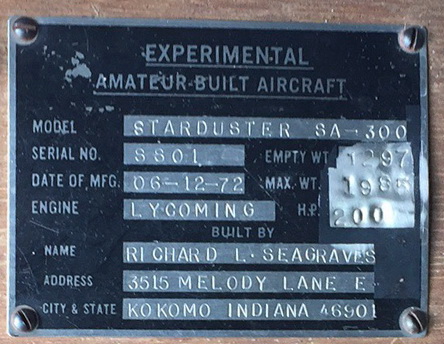 EXPERIMENTAL
AMATEUR-BUILT AIRCRAFT
MODEL STARDUSTER SA-300
SERIAL NO. SS01 EMPTY WT 1297
DATE OF MFG. 06-12-72 MAX. WT. 1985
ENGINE LYCOMING H.P. 200
BUILT BY
NAME RICHARD L. SEAGRAVES
ADDRESS 3515 MELODY LANE E
CITY & STATE KOKOMO INDIANA 4690